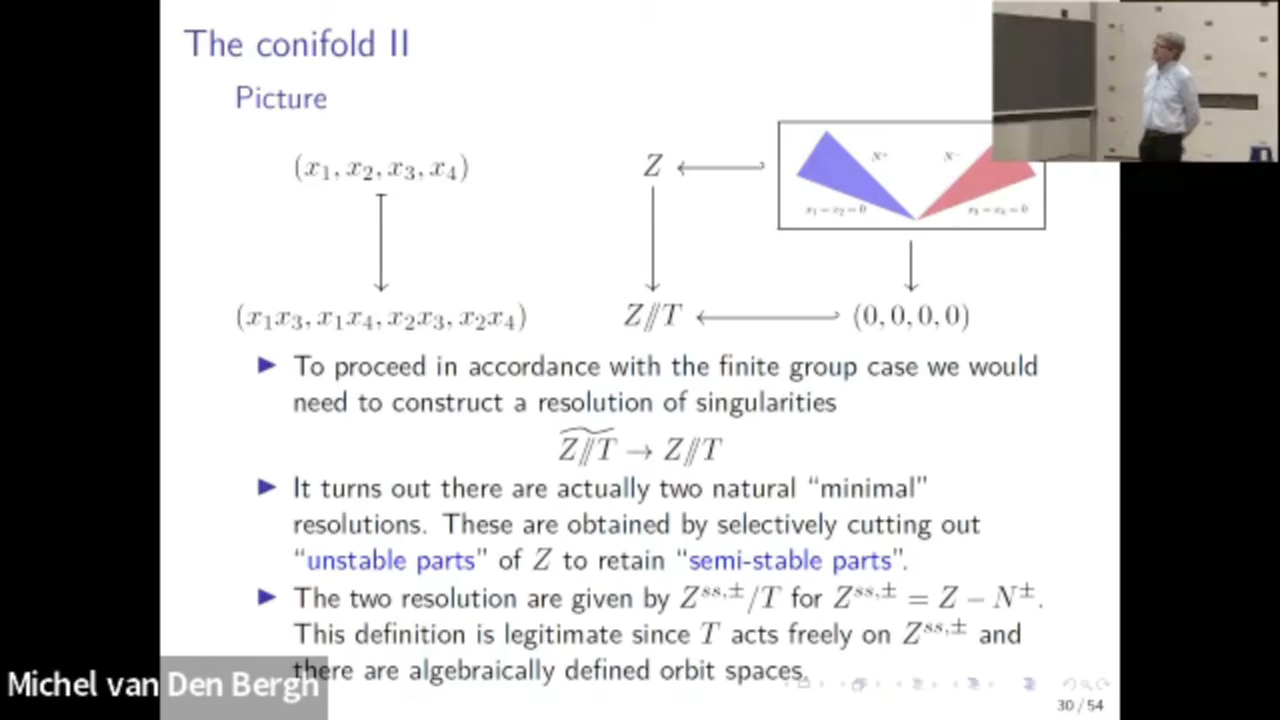 The conifold II
Picture
(x₁, x₂, x₃, x₄)
Z
N⁺
N⁻
x₁ = x₂ = 0
x₃ = x₄ = 0
(x₁x₃, x₁x₄, x₂x₃, x₂x₄)
Z//T
(0, 0, 0, 0)
► To proceed in accordance with the finite group case we would
need to construct a resolution of singularities
\widetilde{Z//T} → Z//T
► It turns out there are actually two natural “minimal”
resolutions. These are obtained by selectively cutting out
“unstable parts” of Z to retain “semi-stable parts”.
► The two resolution are given by Z^{ss,±}/T for Z^{ss,±} = Z − N^±.
This definition is legitimate since T acts freely on Z^{ss,±} and
there are algebraically defined orbit spaces.
Michel van Den Bergh
30 / 54